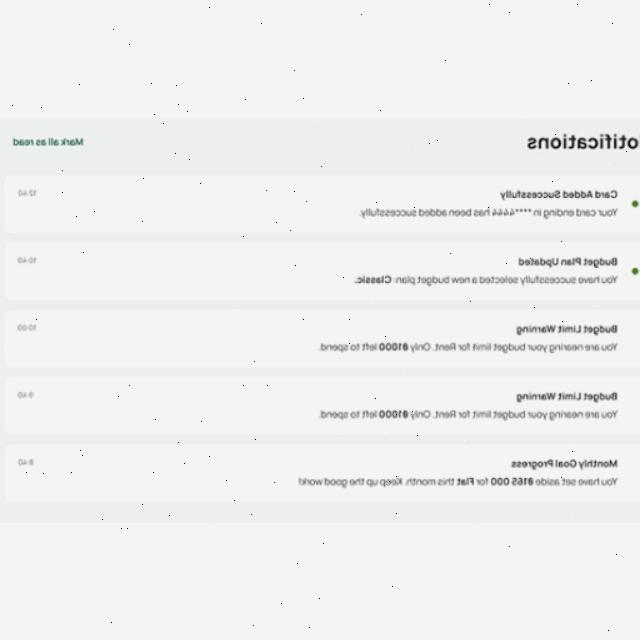 otifications
Mark all as read
Card Added Successfully
12:40
Your card ending in ****4444 has been added successfully.
Budget Plan Updated
10:40
You have successfully selected a new budget plan: Classic.
Budget Limit Warning
10:00
You are nearing your budget limit for Rent. Only ₴1000 left to spend.
Budget Limit Warning
9:40
You are nearing your budget limit for Rent. Only ₴1000 left to spend.
Monthly Goal Progress
8:40
You have set aside ₴165 000 for Flat this month. Keep up the good work!